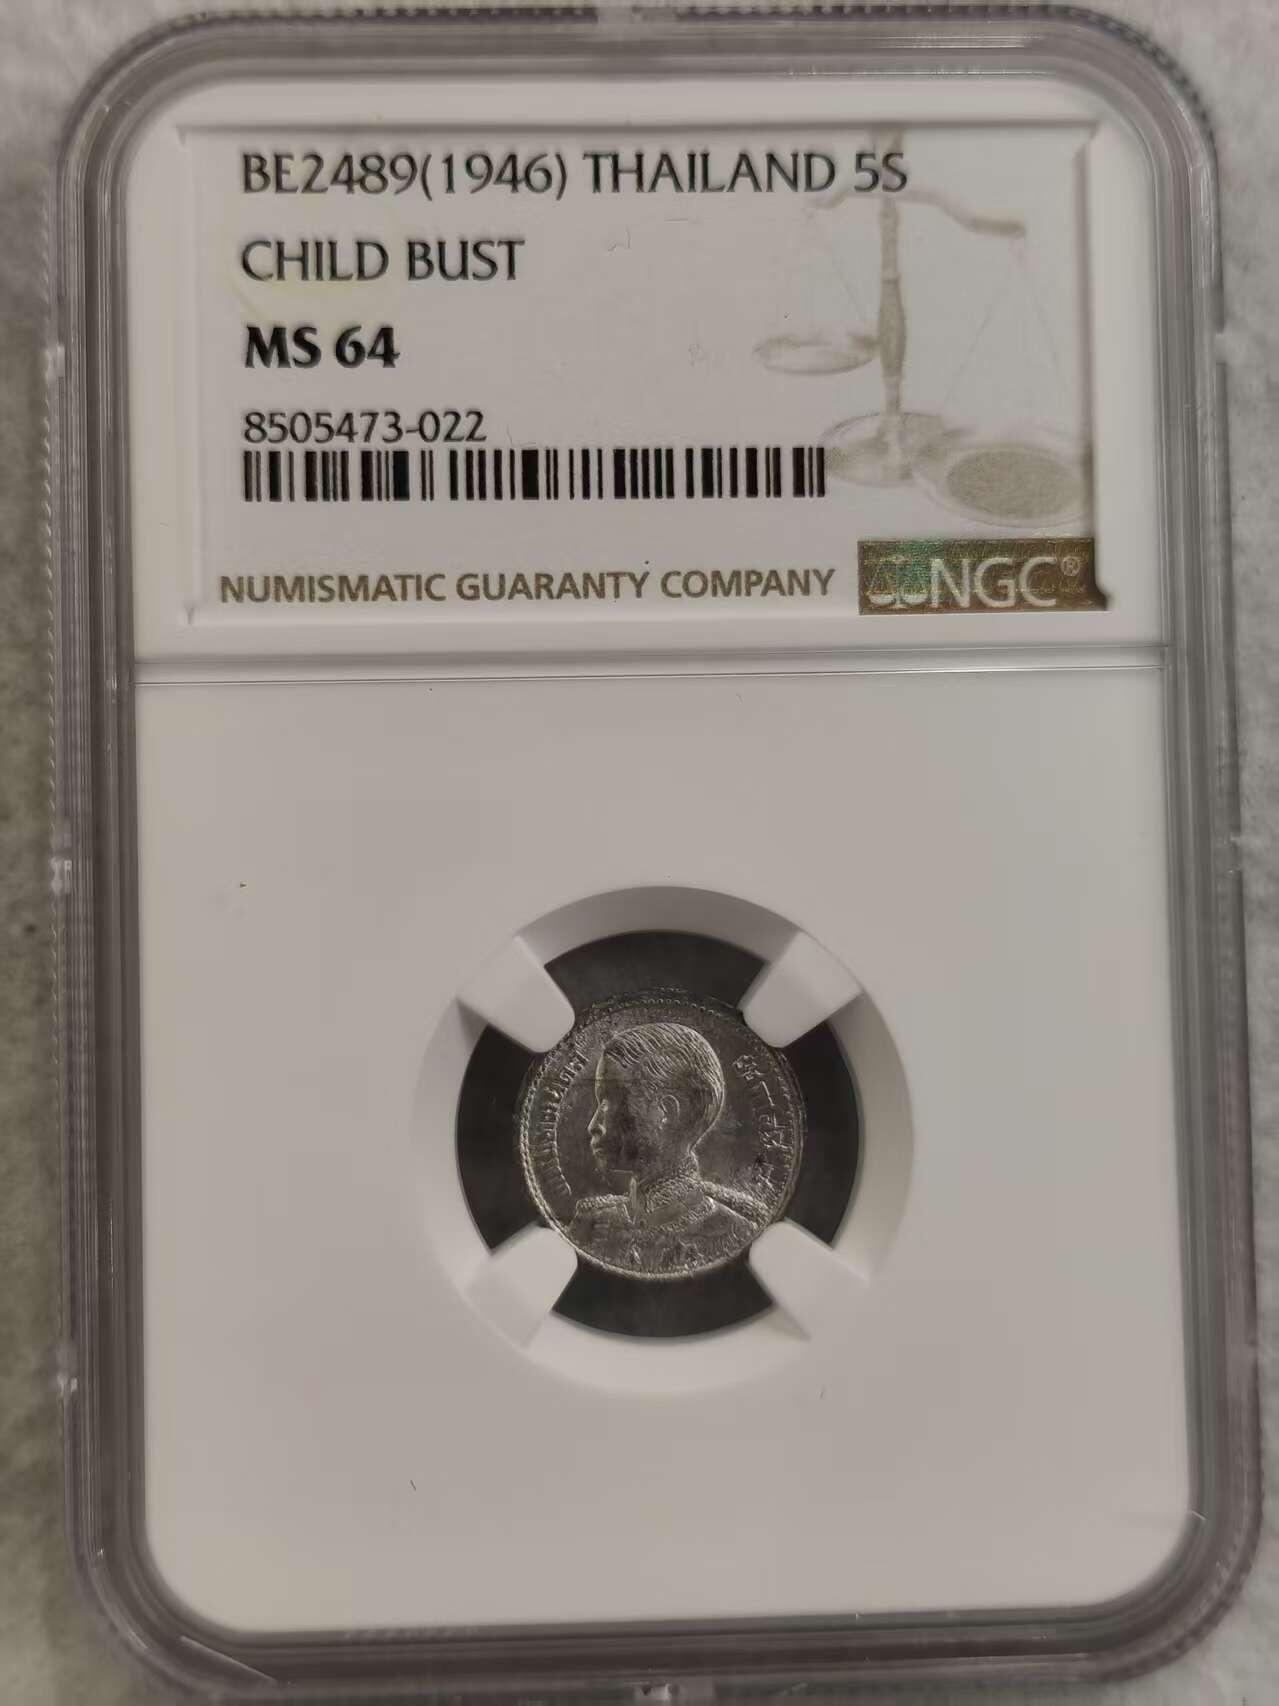 BE2489(1946) THAILAND 5S
CHILD BUST
MS 64
8505473-022
NUMISMATIC GUARANTY COMPANY
NGC®